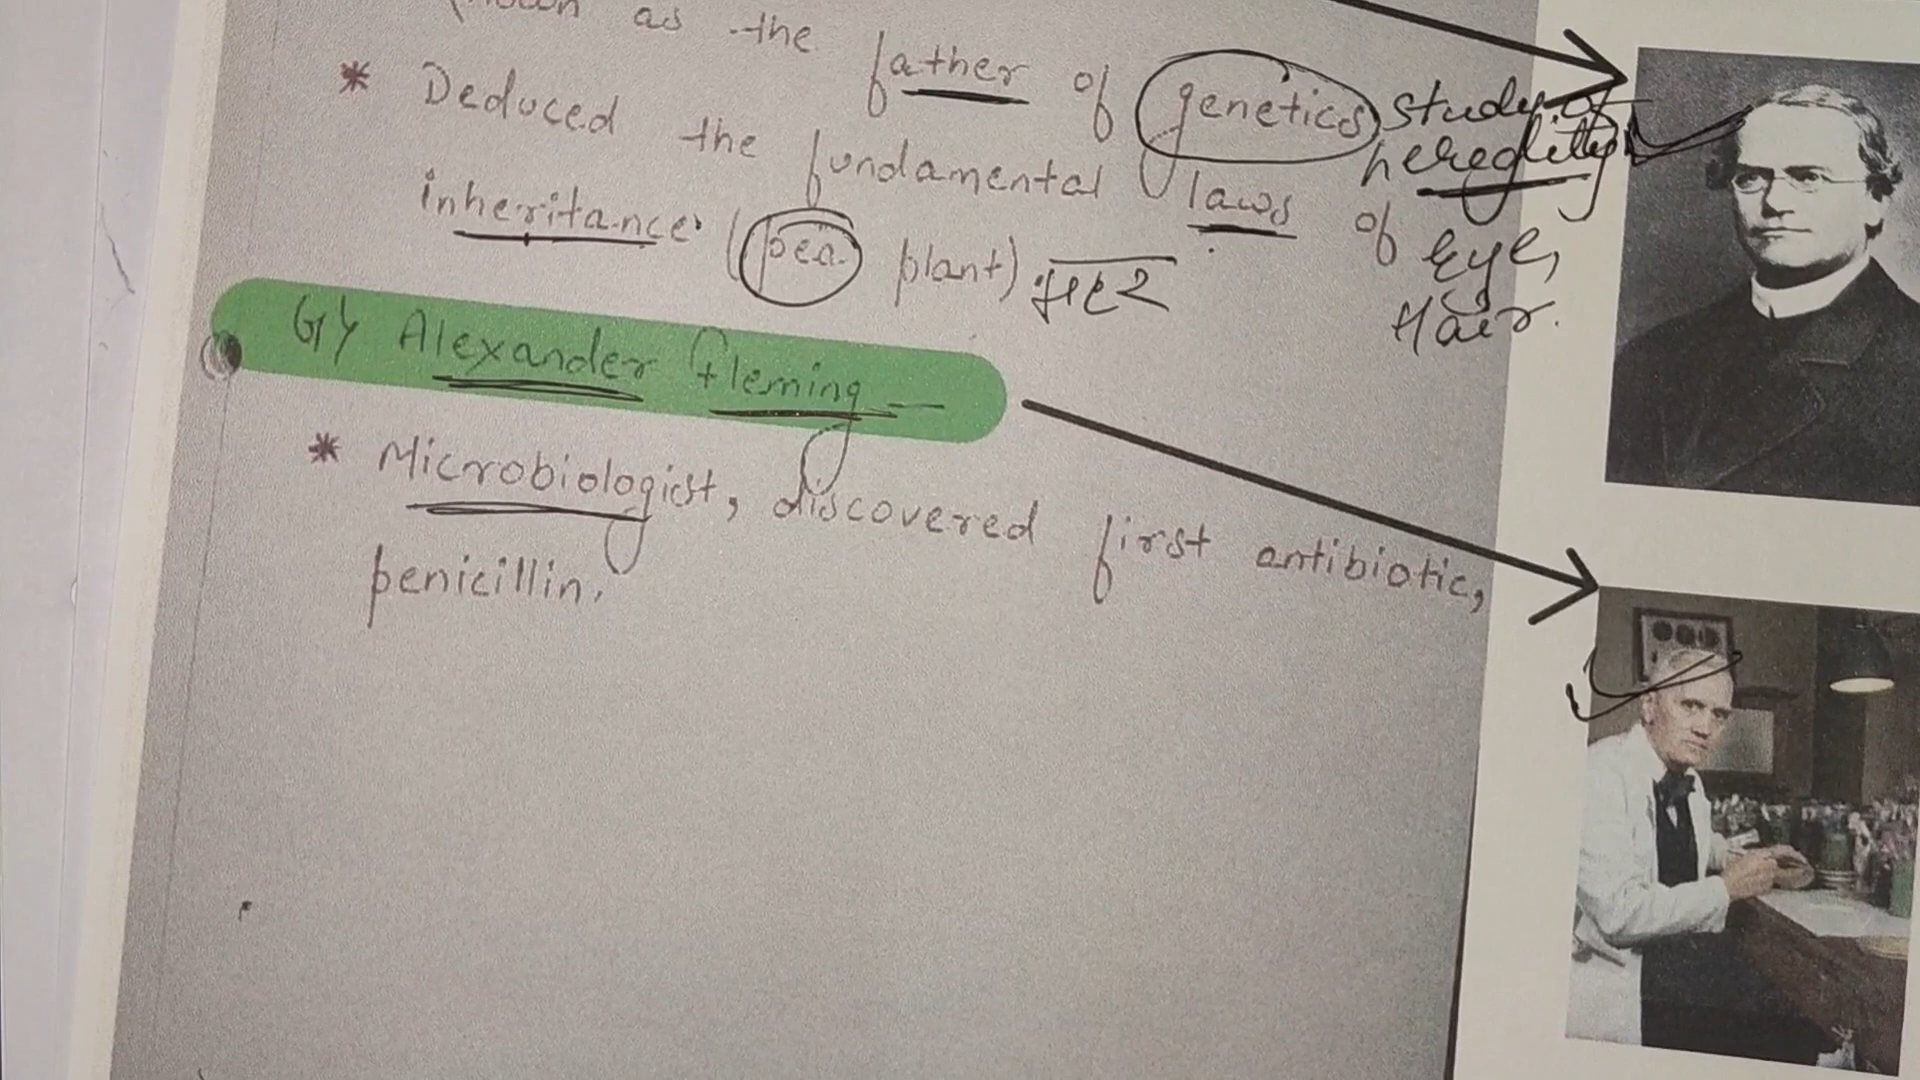 known as the father of genetics study of
heredity
* Deduced the fundamental laws of
Eye,
inheritance. (pea plant) मटर
Hair.
6) Alexander Fleming –
* Microbiologist, discovered first antibiotic,
penicillin.